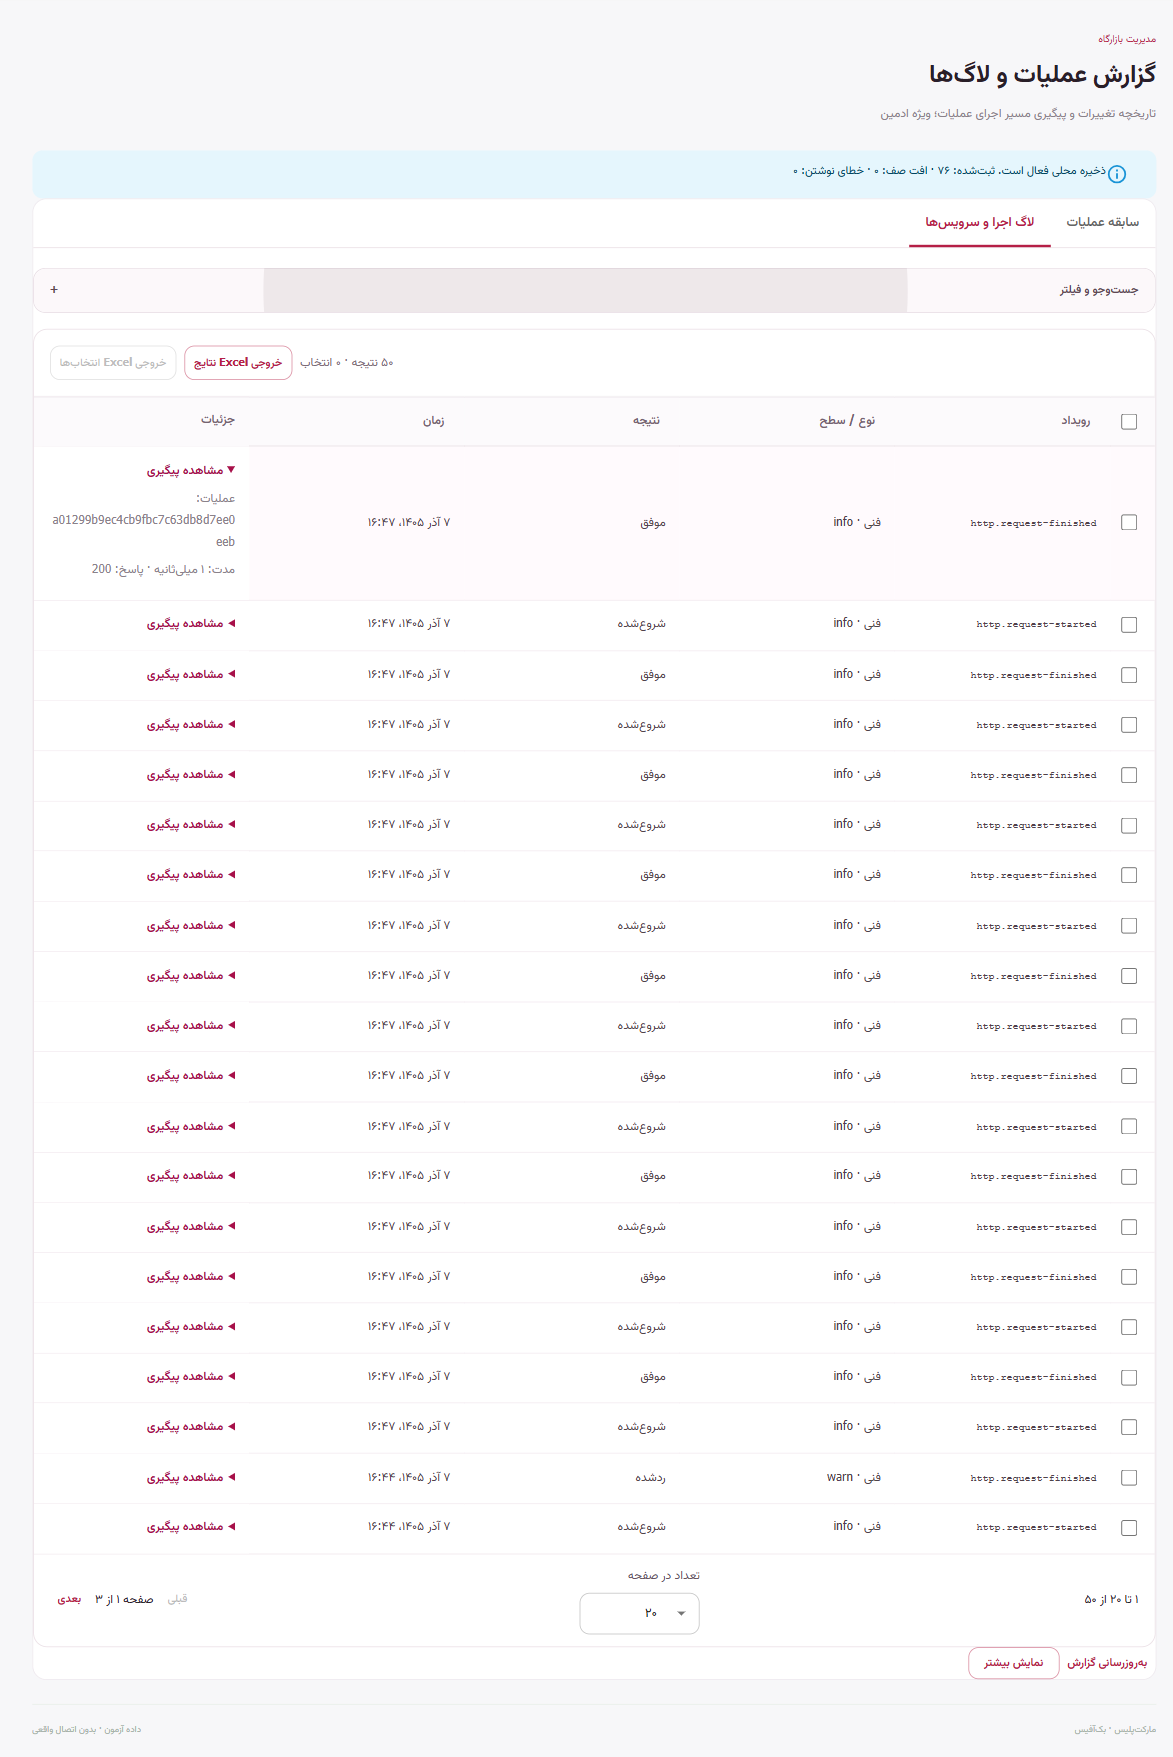 مدیریت بازارگاه
گزارش عملیات و لاگ‌ها
تاریخچه تغییرات و پیگیری مسیر اجرای عملیات؛ ویژه ادمین
ذخیره محلی فعال است. ثبت‌شده: ۷۶ · افت صف: ۰ · خطای نوشتن: ۰
سابقه عملیات
لاگ اجرا و سرویس‌ها
جست‌وجو و فیلتر +
۵۰ نتیجه · ۰ انتخاب خروجی Excel نتایج خروجی Excel انتخاب‌ها
رویداد نوع / سطح نتیجه زمان جزئیات
http.request-finished فنی · info موفق ۷ آذر ۱۴۰۵، ۱۶:۴۷ ▼ مشاهده پیگیری
عملیات:
a01299b9ec4cb9fbc7c63db8d7ee0
eeb
مدت: ۱ میلی‌ثانیه · پاسخ: 200
http.request-started فنی · info شروع‌شده ۷ آذر ۱۴۰۵، ۱۶:۴۷ ◀ مشاهده پیگیری
http.request-finished فنی · info موفق ۷ آذر ۱۴۰۵، ۱۶:۴۷ ◀ مشاهده پیگیری
http.request-started فنی · info شروع‌شده ۷ آذر ۱۴۰۵، ۱۶:۴۷ ◀ مشاهده پیگیری
http.request-finished فنی · info موفق ۷ آذر ۱۴۰۵، ۱۶:۴۷ ◀ مشاهده پیگیری
http.request-started فنی · info شروع‌شده ۷ آذر ۱۴۰۵، ۱۶:۴۷ ◀ مشاهده پیگیری
http.request-finished فنی · info موفق ۷ آذر ۱۴۰۵، ۱۶:۴۷ ◀ مشاهده پیگیری
http.request-started فنی · info شروع‌شده ۷ آذر ۱۴۰۵، ۱۶:۴۷ ◀ مشاهده پیگیری
http.request-finished فنی · info موفق ۷ آذر ۱۴۰۵، ۱۶:۴۷ ◀ مشاهده پیگیری
http.request-started فنی · info شروع‌شده ۷ آذر ۱۴۰۵، ۱۶:۴۷ ◀ مشاهده پیگیری
http.request-finished فنی · info موفق ۷ آذر ۱۴۰۵، ۱۶:۴۷ ◀ مشاهده پیگیری
http.request-started فنی · info شروع‌شده ۷ آذر ۱۴۰۵، ۱۶:۴۷ ◀ مشاهده پیگیری
http.request-finished فنی · info موفق ۷ آذر ۱۴۰۵، ۱۶:۴۷ ◀ مشاهده پیگیری
http.request-started فنی · info شروع‌شده ۷ آذر ۱۴۰۵، ۱۶:۴۷ ◀ مشاهده پیگیری
http.request-finished فنی · info موفق ۷ آذر ۱۴۰۵، ۱۶:۴۷ ◀ مشاهده پیگیری
http.request-started فنی · info شروع‌شده ۷ آذر ۱۴۰۵، ۱۶:۴۷ ◀ مشاهده پیگیری
http.request-finished فنی · info موفق ۷ آذر ۱۴۰۵، ۱۶:۴۷ ◀ مشاهده پیگیری
http.request-started فنی · info شروع‌شده ۷ آذر ۱۴۰۵، ۱۶:۴۷ ◀ مشاهده پیگیری
http.request-finished فنی · warn ردشده ۷ آذر ۱۴۰۵، ۱۶:۴۴ ◀ مشاهده پیگیری
http.request-started فنی · info شروع‌شده ۷ آذر ۱۴۰۵، ۱۶:۴۴ ◀ مشاهده پیگیری
تعداد در صفحه
۱ تا ۲۰ از ۵۰ ۲۰ قبلی صفحه ۱ از ۳ بعدی
به‌روزرسانی گزارش نمایش بیشتر
مارکت‌پلیس · بک‌آفیس داده آزمون · بدون اتصال واقعی